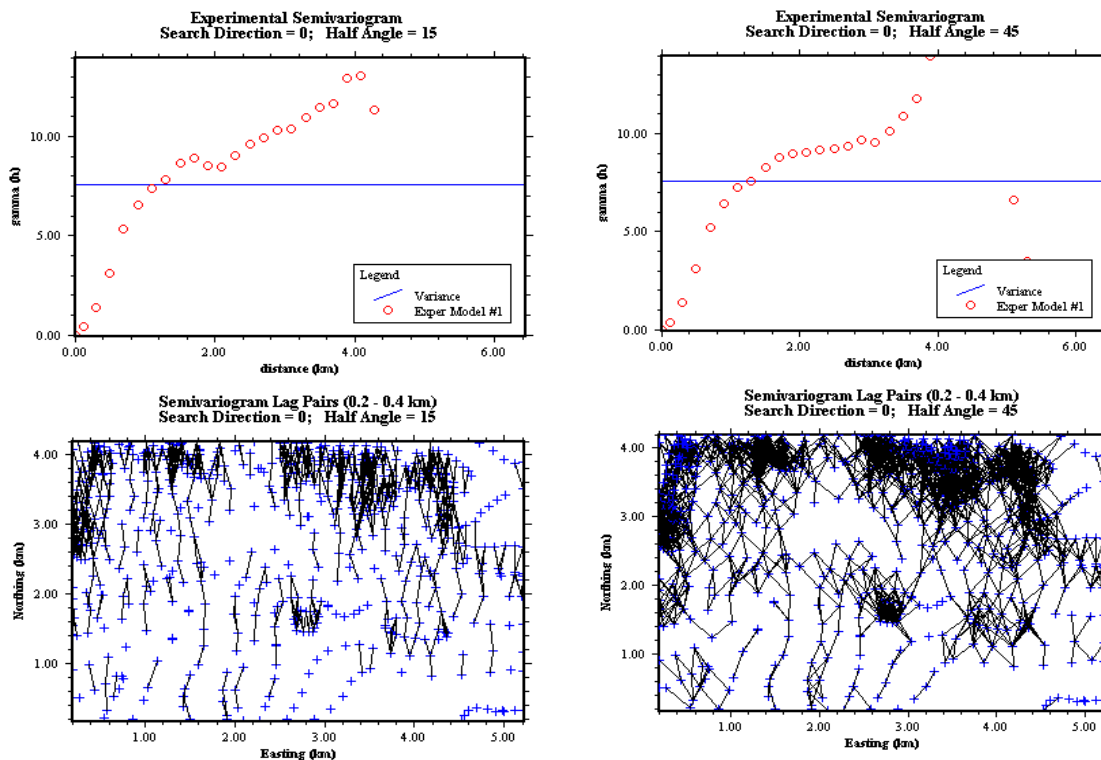 Experimental Semivariogram
Search Direction = 0;   Half Angle = 15
10.00
5.00
0.00
gamma (h)
Legend
Variance
Exper Model #1
0.00 2.00 4.00 6.00
distance (km)
Experimental Semivariogram
Search Direction = 0;   Half Angle = 45
10.00
5.00
0.00
gamma (h)
Legend
Variance
Exper Model #1
0.00 2.00 4.00 6.00
distance (km)
Semivariogram Lag Pairs (0.2 - 0.4 km)
Search Direction = 0;   Half Angle = 15
4.00
3.00
2.00
1.00
Northing (km)
1.00 2.00 3.00 4.00 5.00
Easting (km)
Semivariogram Lag Pairs (0.2 - 0.4 km)
Search Direction = 0;   Half Angle = 45
4.00
3.00
2.00
1.00
Northing (km)
1.00 2.00 3.00 4.00 5.00
Easting (km)